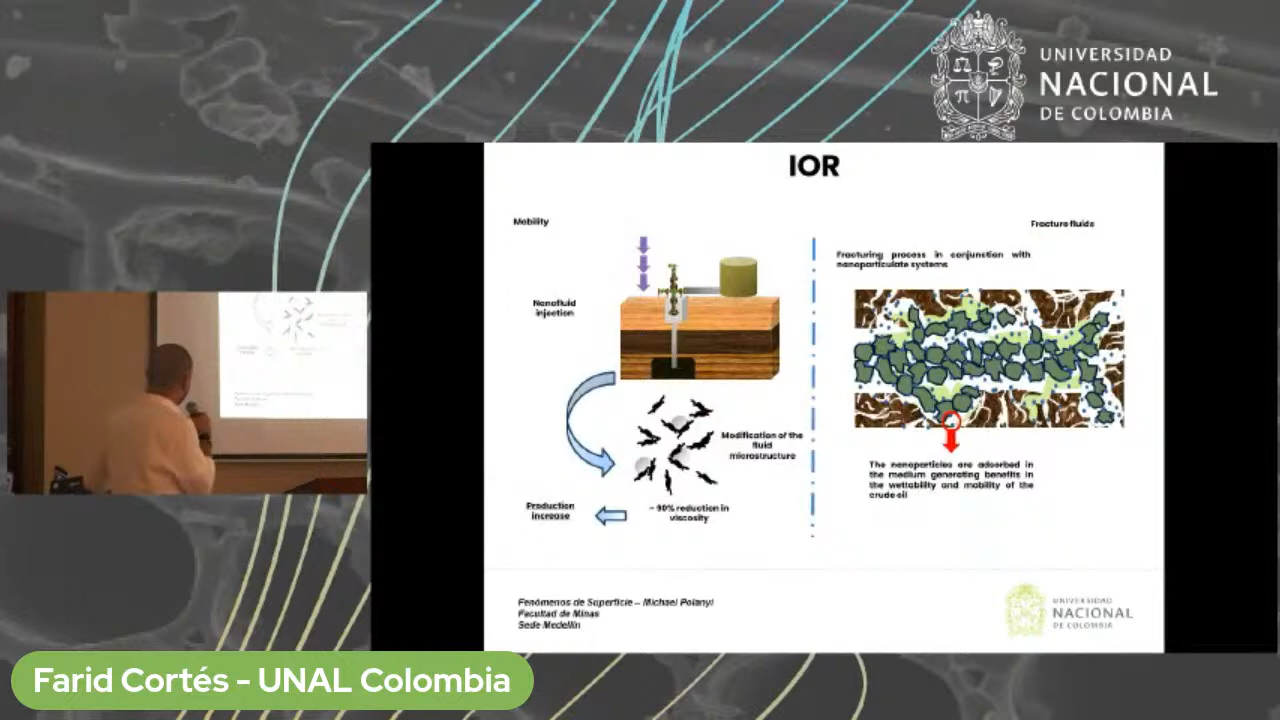 UNIVERSIDAD
NACIONAL
DE COLOMBIA
IOR
Mobility
Nanofluid
injection
Modification of the
fluid
microstructure
~ 90% reduction in
viscosity
Production
increase
Fracture fluids
Fracturing process in conjunction with
nanoparticulate systems
The nanoparticles are adsorbed in
the medium generating benefits in
the wettability and mobility of the
crude oil
Fenómenos de Superficie – Michael Polanyi
Facultad de Minas
Sede Medellín
UNIVERSIDAD
NACIONAL
DE COLOMBIA
Farid Cortés - UNAL Colombia